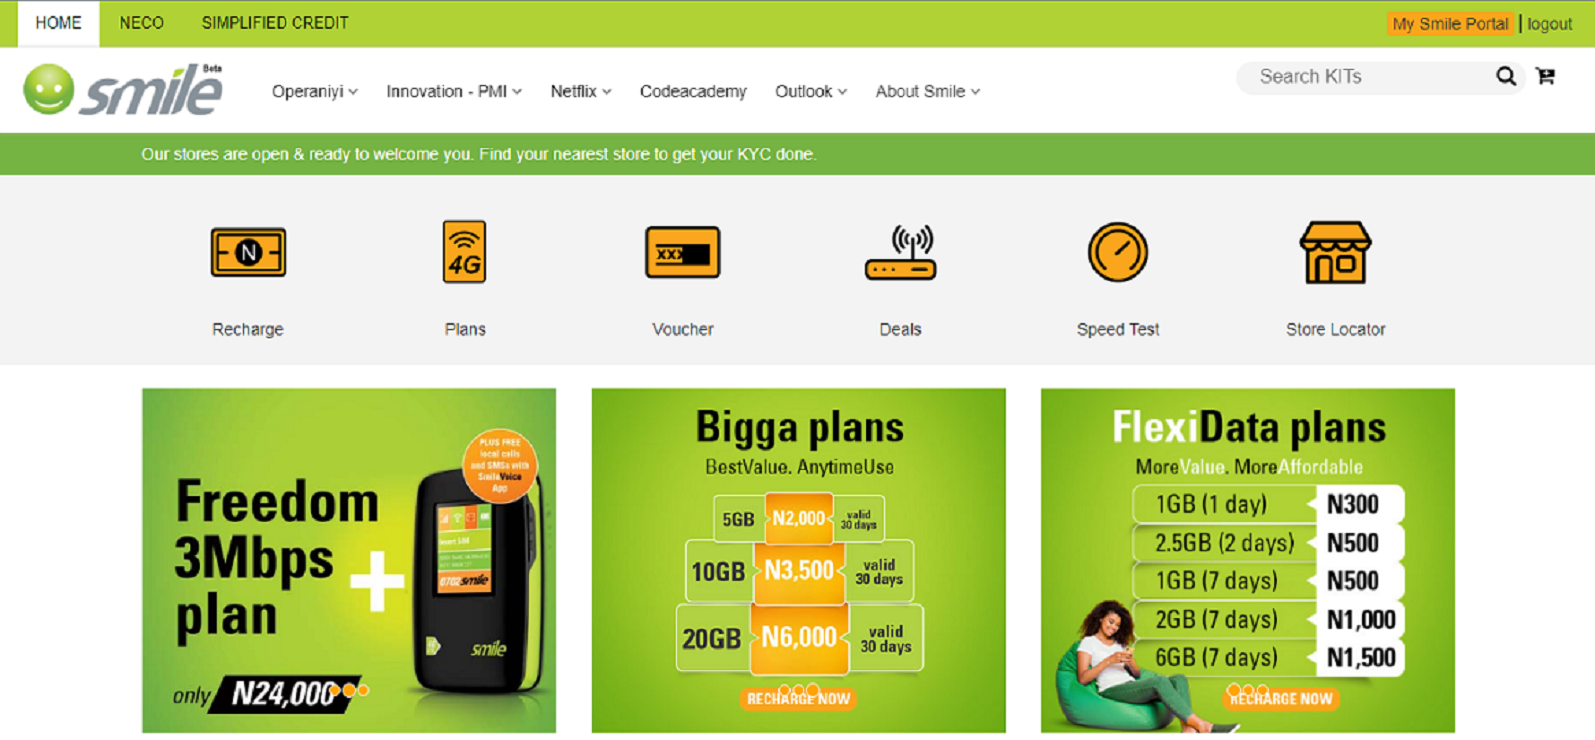 HOME NECO SIMPLIFIED CREDIT My Smile Portal | logout
smile Beta Operaniyi Innovation - PMI Netflix Codeacademy Outlook About Smile Search KITs
Our stores are open & ready to welcome you. Find your nearest store to get your KYC done.
N 4G XXX
Recharge Plans Voucher Deals Speed Test Store Locator
PLUS FREE
local calls
and SMSs with
SmileVoice
App
Freedom
3Mbps
plan
+
0702smile
smile
only N24,000
Bigga plans
BestValue. AnytimeUse
5GB N2,000 valid 30 days
10GB N3,500 valid 30 days
20GB N6,000 valid 30 days
RECHARGE NOW
FlexiData plans
MoreValue. MoreAffordable
1GB (1 day) N300
2.5GB (2 days) N500
1GB (7 days) N500
2GB (7 days) N1,000
6GB (7 days) N1,500
RECHARGE NOW